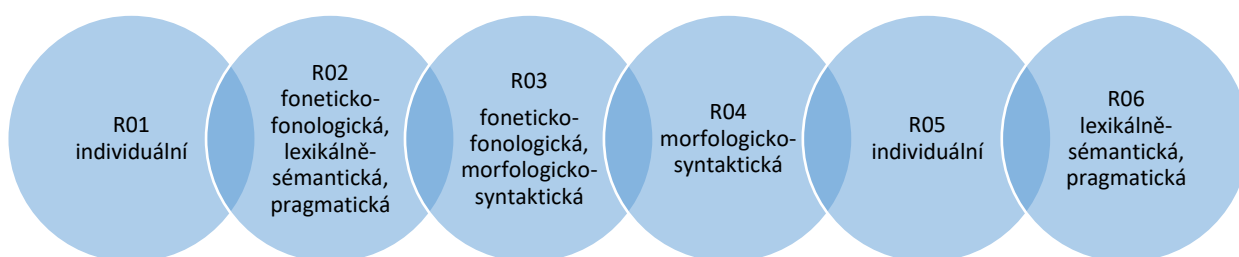 R01
individuální
R02
foneticko-
fonologická,
lexikálně-
sémantická,
pragmatická
R03
foneticko-
fonologická,
morfologicko-
syntaktická
R04
morfologicko-
syntaktická
R05
individuální
R06
lexikálně-
sémantická,
pragmatická